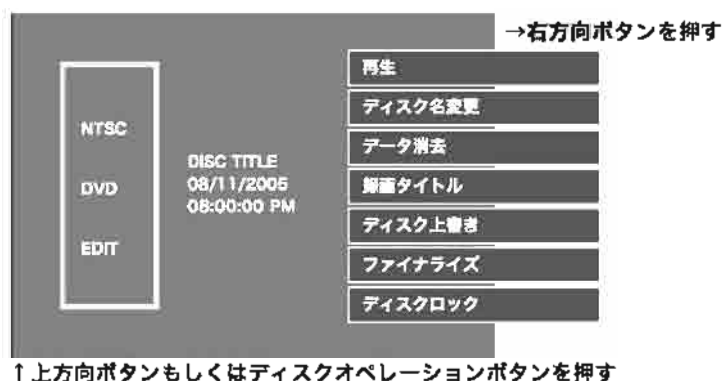 →右方向ボタンを押す
再生
ディスク名変更
データ消去
録画タイトル
ディスク上書き
ファイナライズ
ディスクロック
NTSC
DVD
EDIT
DISC TITLE
08/11/2005
08:00:00 PM
↑上方向ボタンもしくはディスクオペレーションボタンを押す